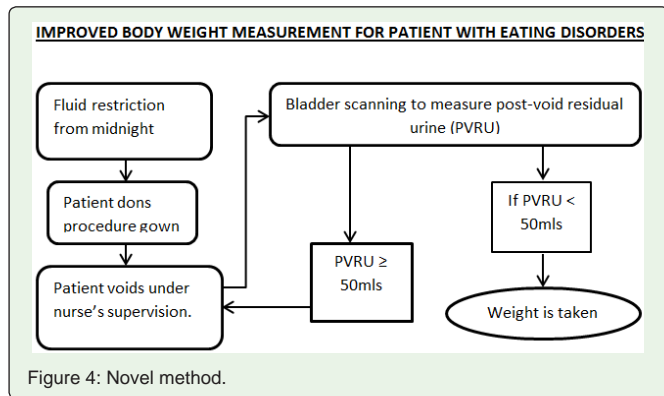 IMPROVED BODY WEIGHT MEASUREMENT FOR PATIENT WITH EATING DISORDERS
Fluid restriction
from midnight
Patient dons
procedure gown
Patient voids under
nurse's supervision.
Bladder scanning to measure post-void residual
urine (PVRU)
PVRU ≥
50mls
If PVRU <
50mls
Weight is taken
Figure 4: Novel method.